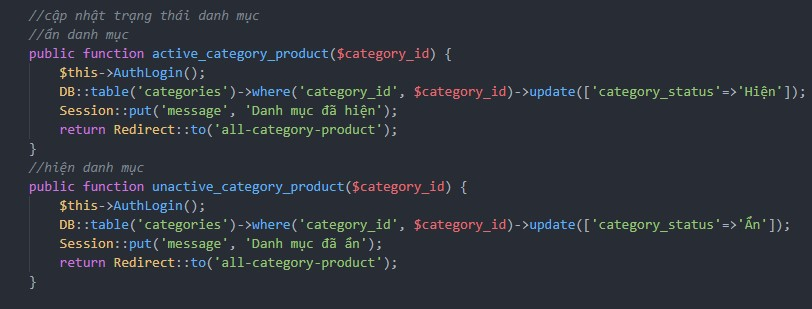 //cập nhật trạng thái danh mục
//ẩn danh mục
public function active_category_product($category_id) {
    $this->AuthLogin();
    DB::table('categories')->where('category_id', $category_id)->update(['category_status'=>'Hiện']);
    Session::put('message', 'Danh mục đã hiện');
    return Redirect::to('all-category-product');
}
//hiện danh mục
public function unactive_category_product($category_id) {
    $this->AuthLogin();
    DB::table('categories')->where('category_id', $category_id)->update(['category_status'=>'Ẩn']);
    Session::put('message', 'Danh mục đã ẩn');
    return Redirect::to('all-category-product');
}